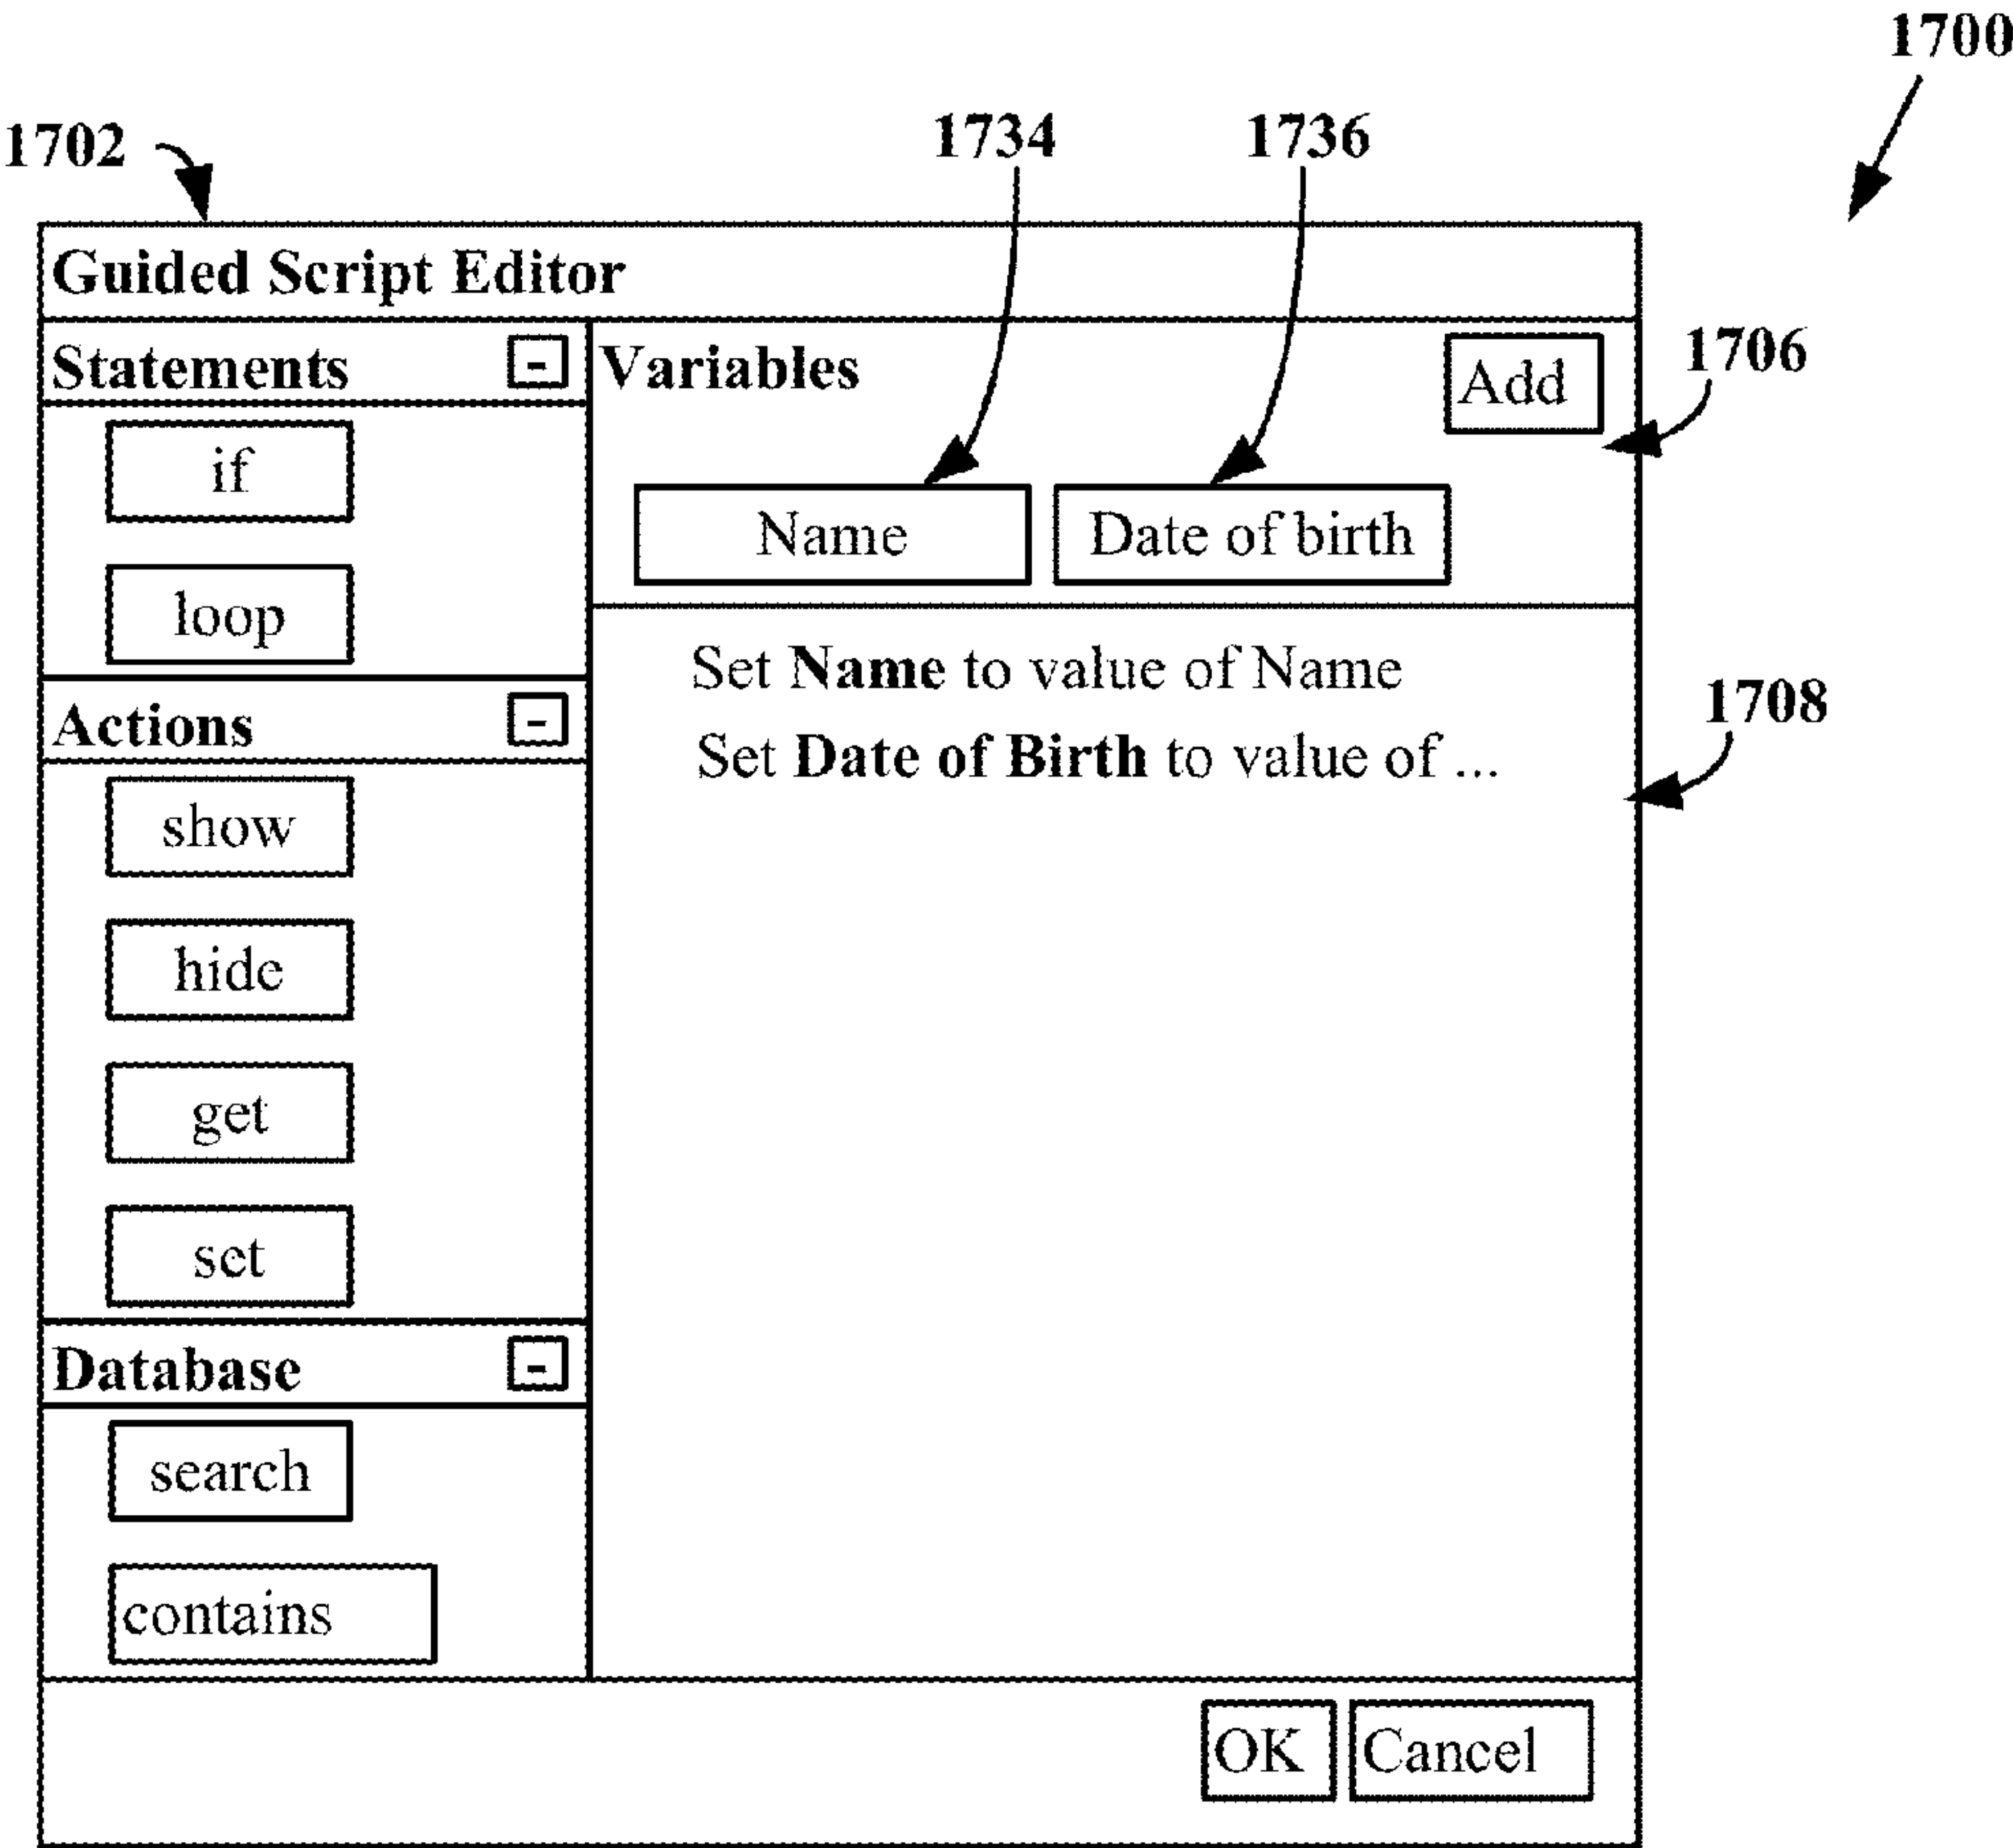 1700
1702
1734
1736
Guided Script Editor
Statements -
Variables
Add
1706
if
Name
Date of birth
loop
Set Name to value of Name
Actions -
1708
Set Date of Birth to value of ...
show
hide
get
set
Database -
search
contains
OK
Cancel